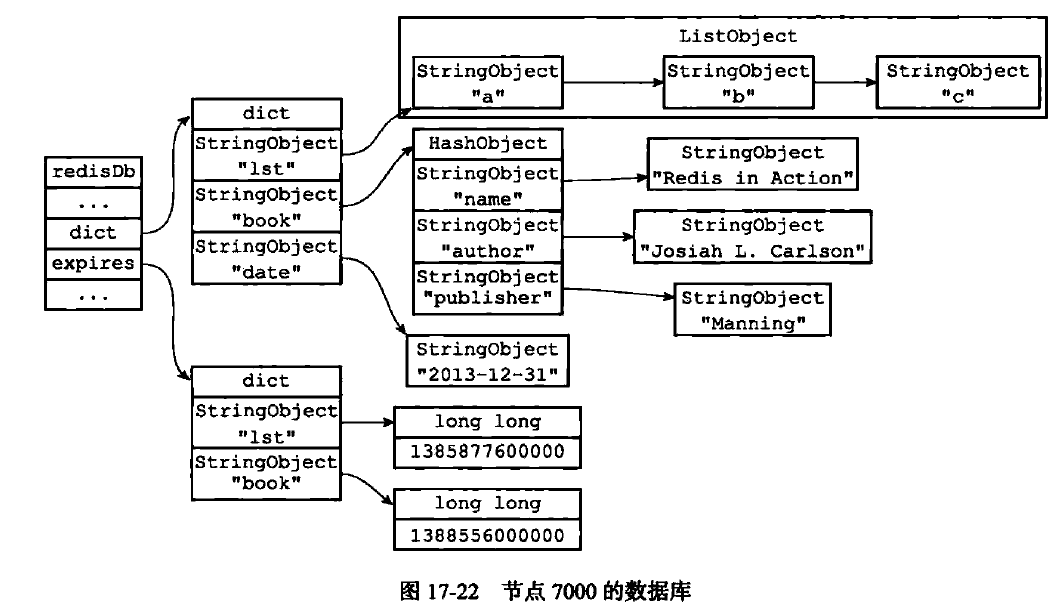 ListObject
StringObject
"a"
StringObject
"b"
StringObject
"c"
dict
StringObject
"lst"
StringObject
"book"
StringObject
"date"
redisDb
...
dict
expires
...
HashObject
StringObject
"name"
StringObject
"author"
StringObject
"publisher"
StringObject
"Redis in Action"
StringObject
"Josiah L. Carlson"
StringObject
"Manning"
StringObject
"2013-12-31"
dict
StringObject
"lst"
StringObject
"book"
long long
1385877600000
long long
1388556000000
图 17-22 节点 7000 的数据库